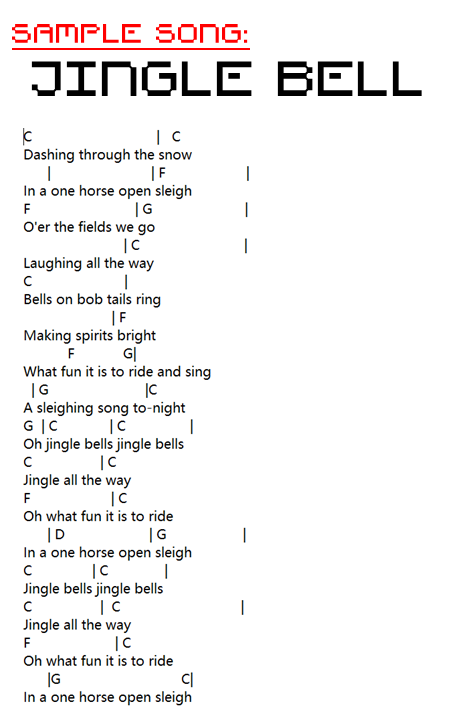 SAMPLE SONG:
JINGLE BELL
C | C
Dashing through the snow
| | F |
In a one horse open sleigh
F | G |
O'er the fields we go
| C |
Laughing all the way
C |
Bells on bob tails ring
| F
Making spirits bright
F G|
What fun it is to ride and sing
| G |C
A sleighing song to-night
G | C | C |
Oh jingle bells jingle bells
C | C
Jingle all the way
F | C
Oh what fun it is to ride
| D | G |
In a one horse open sleigh
C | C |
Jingle bells jingle bells
C | C |
Jingle all the way
F | C
Oh what fun it is to ride
|G C|
In a one horse open sleigh